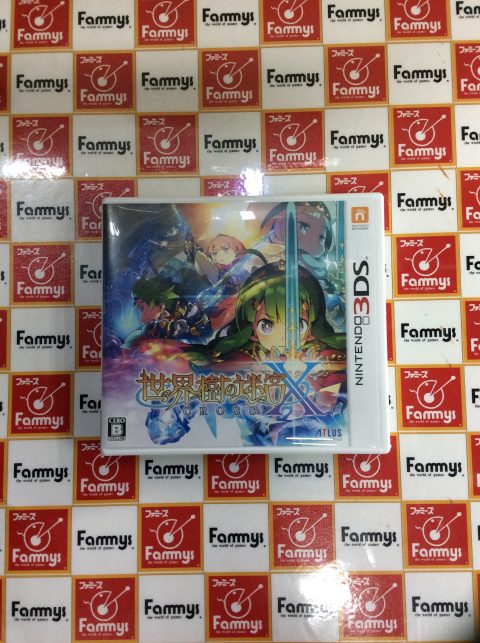 ファミーズ
Fammys
the world of games
NINTENDO 3DS
世界樹の迷宮X
CROSS
CERO
B
ATLUS